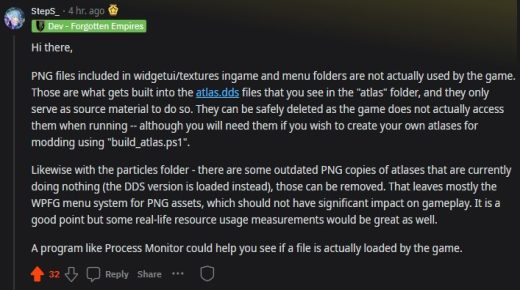 StepS_ · 4 hr. ago
Dev - Forgotten Empires
Hi there,
PNG files included in widgetui/textures ingame and menu folders are not actually used by the game.
Those are what gets built into the atlas.dds files that you see in the "atlas" folder, and they only
serve as source material to do so. They can be safely deleted as the game does not actually access
them when running -- although you will need them if you wish to create your own atlases for
modding using "build_atlas.ps1".
Likewise with the particles folder - there are some outdated PNG copies of atlases that are currently
doing nothing (the DDS version is loaded instead), those can be removed. That leaves mostly the
WPFG menu system for PNG assets, which should not have significant impact on gameplay. It is a
good point but some real-life resource usage measurements would be great as well.
A program like Process Monitor could help you see if a file is actually loaded by the game.
32 Reply Share ···